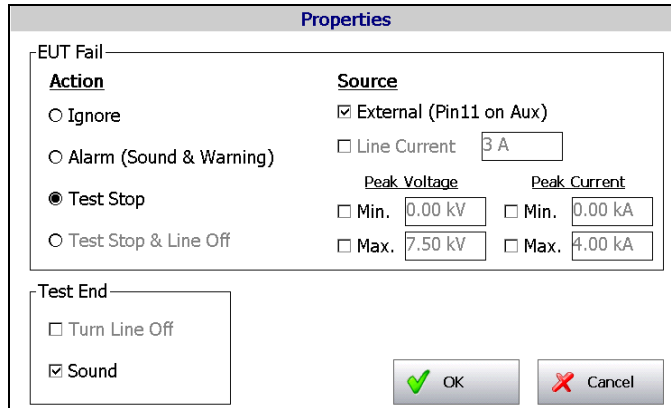 Properties
EUT Fail
Action
Ignore
Alarm (Sound & Warning)
Test Stop
Test Stop & Line Off
Source
External (Pin11 on Aux)
Line Current 3 A
Peak Voltage Peak Current
Min. 0.00 kV Min. 0.00 kA
Max. 7.50 kV Max. 4.00 kA
Test End
Turn Line Off
Sound
OK Cancel